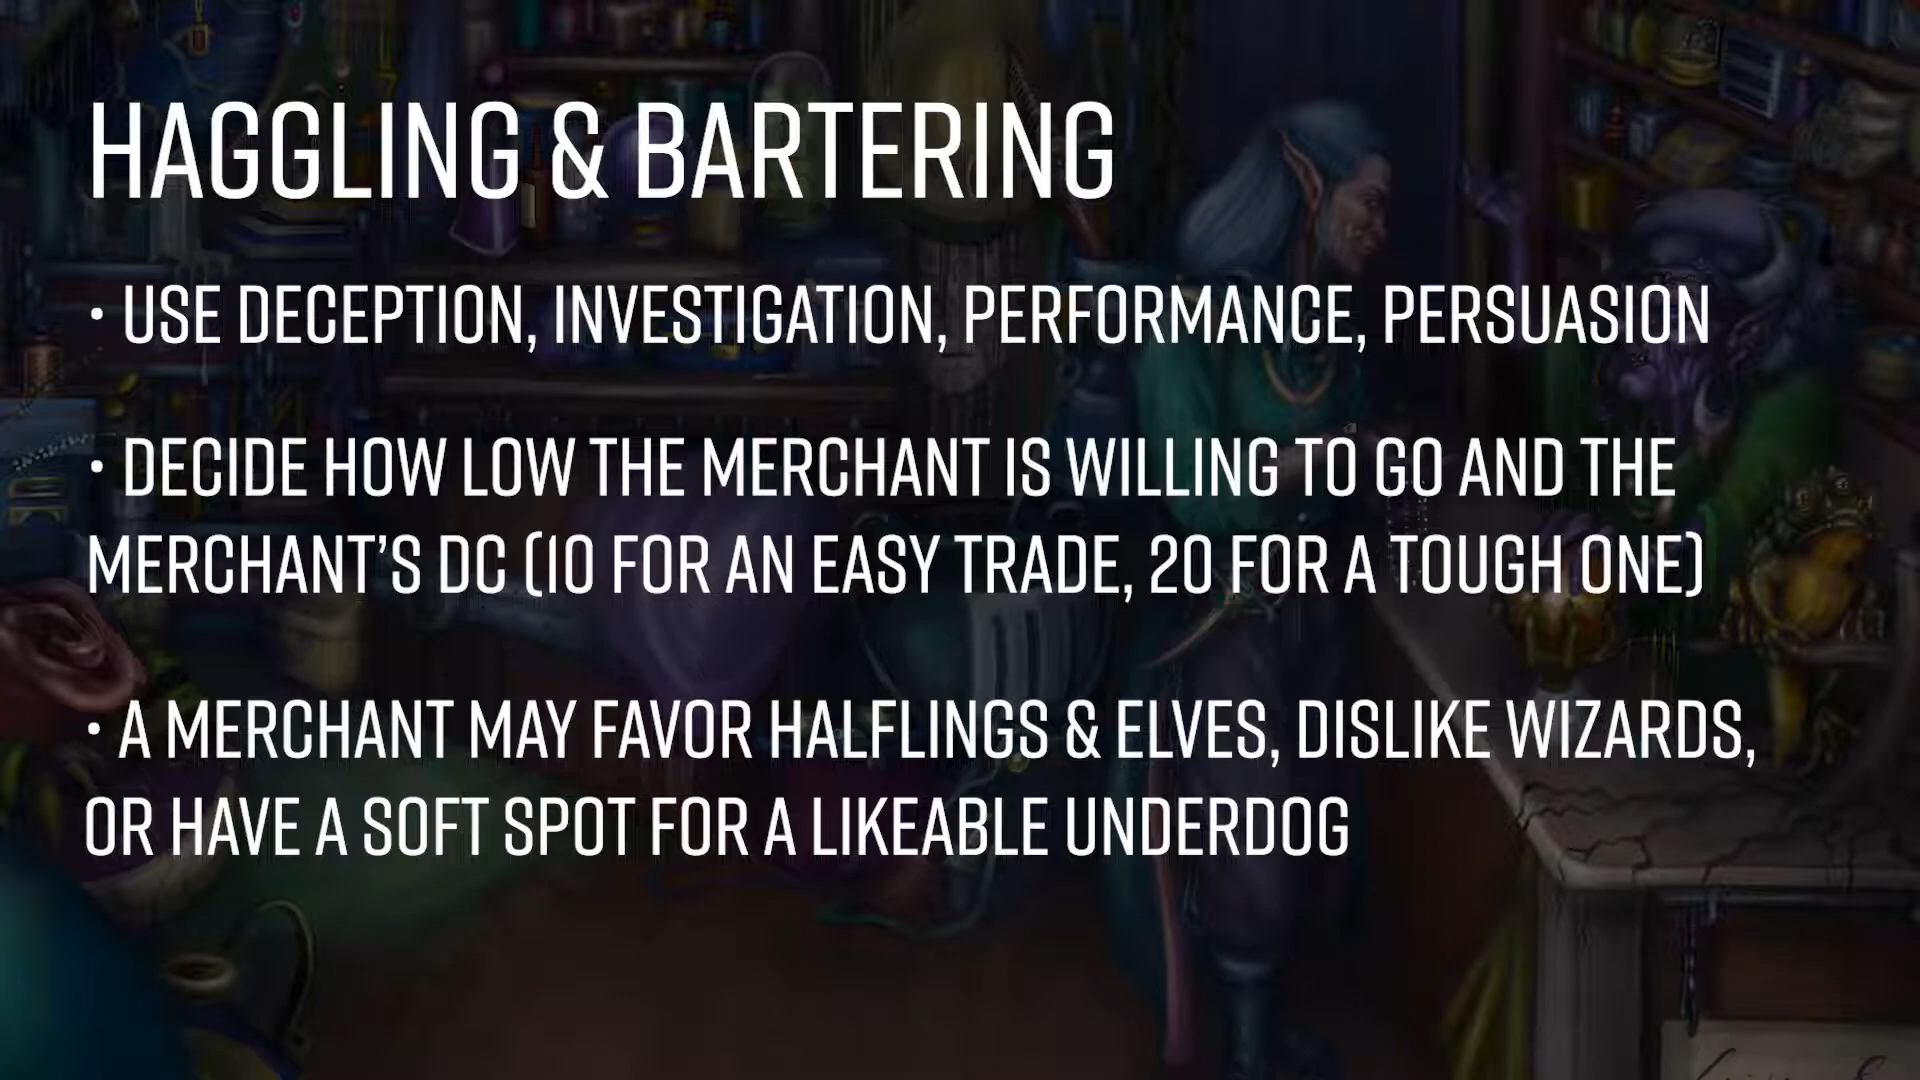 HAGGLING & BARTERING
• USE DECEPTION, INVESTIGATION, PERFORMANCE, PERSUASION
• DECIDE HOW LOW THE MERCHANT IS WILLING TO GO AND THE
MERCHANT’S DC (10 FOR AN EASY TRADE, 20 FOR A TOUGH ONE)
• A MERCHANT MAY FAVOR HALFLINGS & ELVES, DISLIKE WIZARDS,
OR HAVE A SOFT SPOT FOR A LIKEABLE UNDERDOG